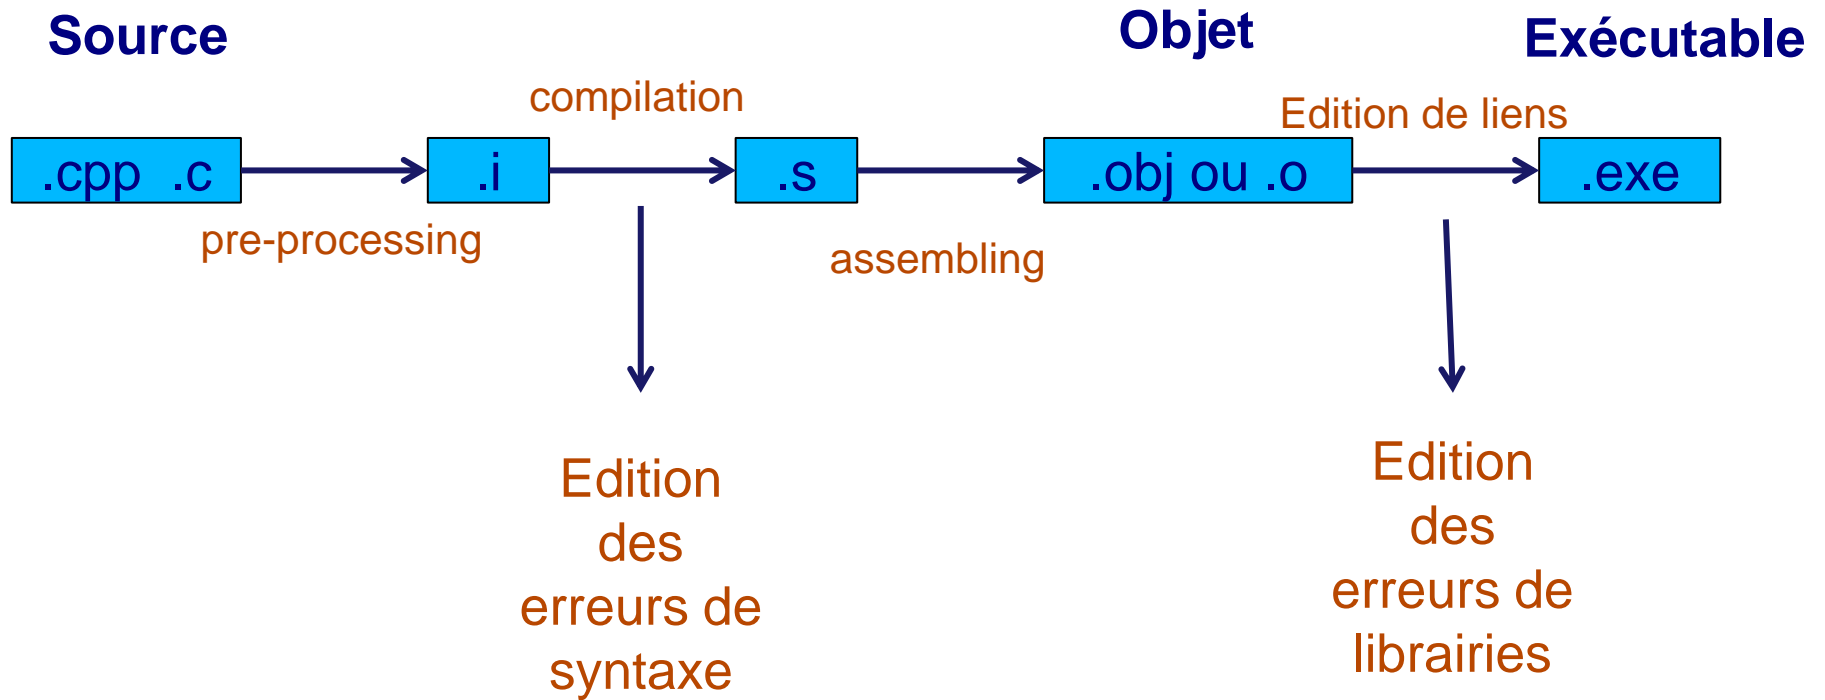 Source
Objet
Exécutable
compilation
Edition de liens
.cpp .c
.i
.s
.obj ou .o
.exe
pre-processing
assembling
Edition
des
erreurs de
syntaxe
Edition
des
erreurs de
librairies